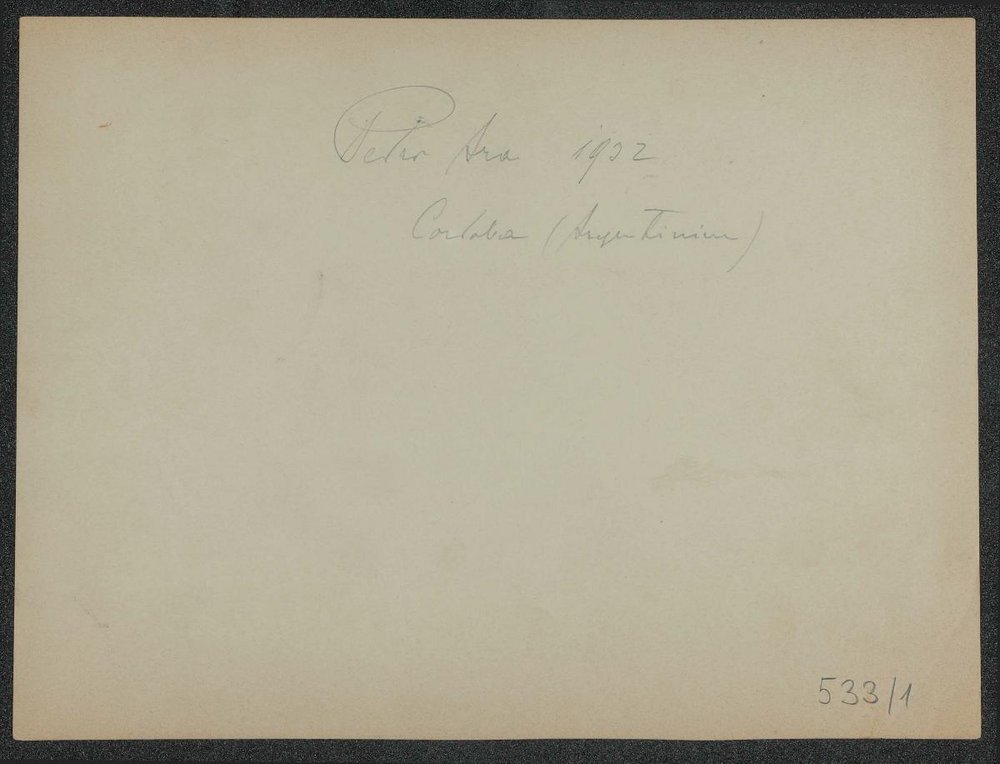 Pedro Ara 1932
Cordoba (Argentinien)
533/1